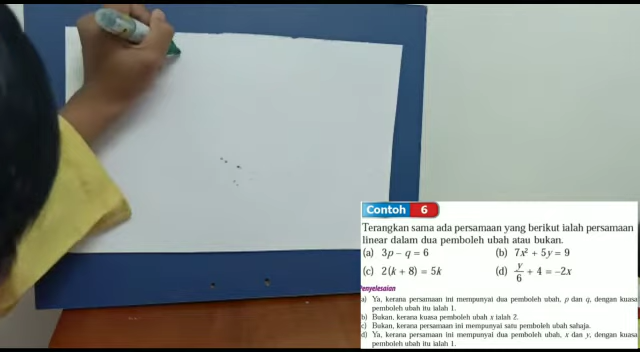 Contoh 6
Terangkan sama ada persamaan yang berikut ialah persamaan
linear dalam dua pemboleh ubah atau bukan.
(a) 3p – q = 6 (b) 7x² + 5y = 9
(c) 2(k + 8) = 5k (d) y/6 + 4 = –2x
Penyelesaian
a) Ya, kerana persamaan ini mempunyai dua pemboleh ubah, p dan q, dengan kuasa
pemboleh ubah itu ialah 1.
b) Bukan, kerana kuasa pemboleh ubah x ialah 2.
c) Bukan, kerana persamaan ini mempunyai satu pemboleh ubah sahaja.
d) Ya, kerana persamaan ini mempunyai dua pemboleh ubah, x dan y, dengan kuasa
pemboleh ubah itu ialah 1.